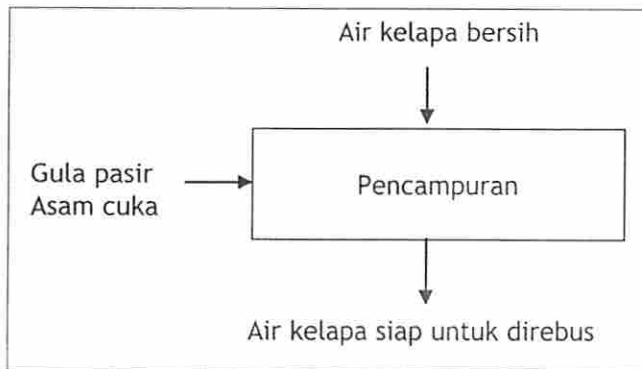 Air kelapa bersih
Gula pasir
Asam cuka
Pencampuran
Air kelapa siap untuk direbus